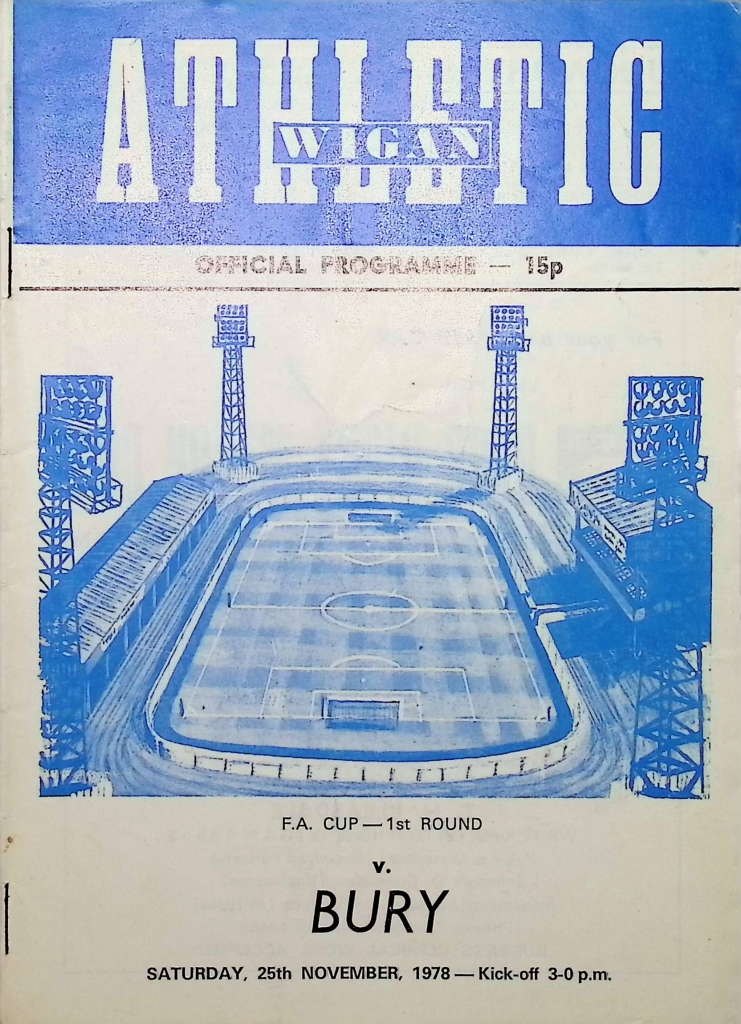 ATHLETIC
WIGAN
OFFICIAL PROGRAMME — 15p
F.A. CUP — 1st ROUND
v.
BURY
SATURDAY, 25th NOVEMBER, 1978 — Kick-off 3-0 p.m.